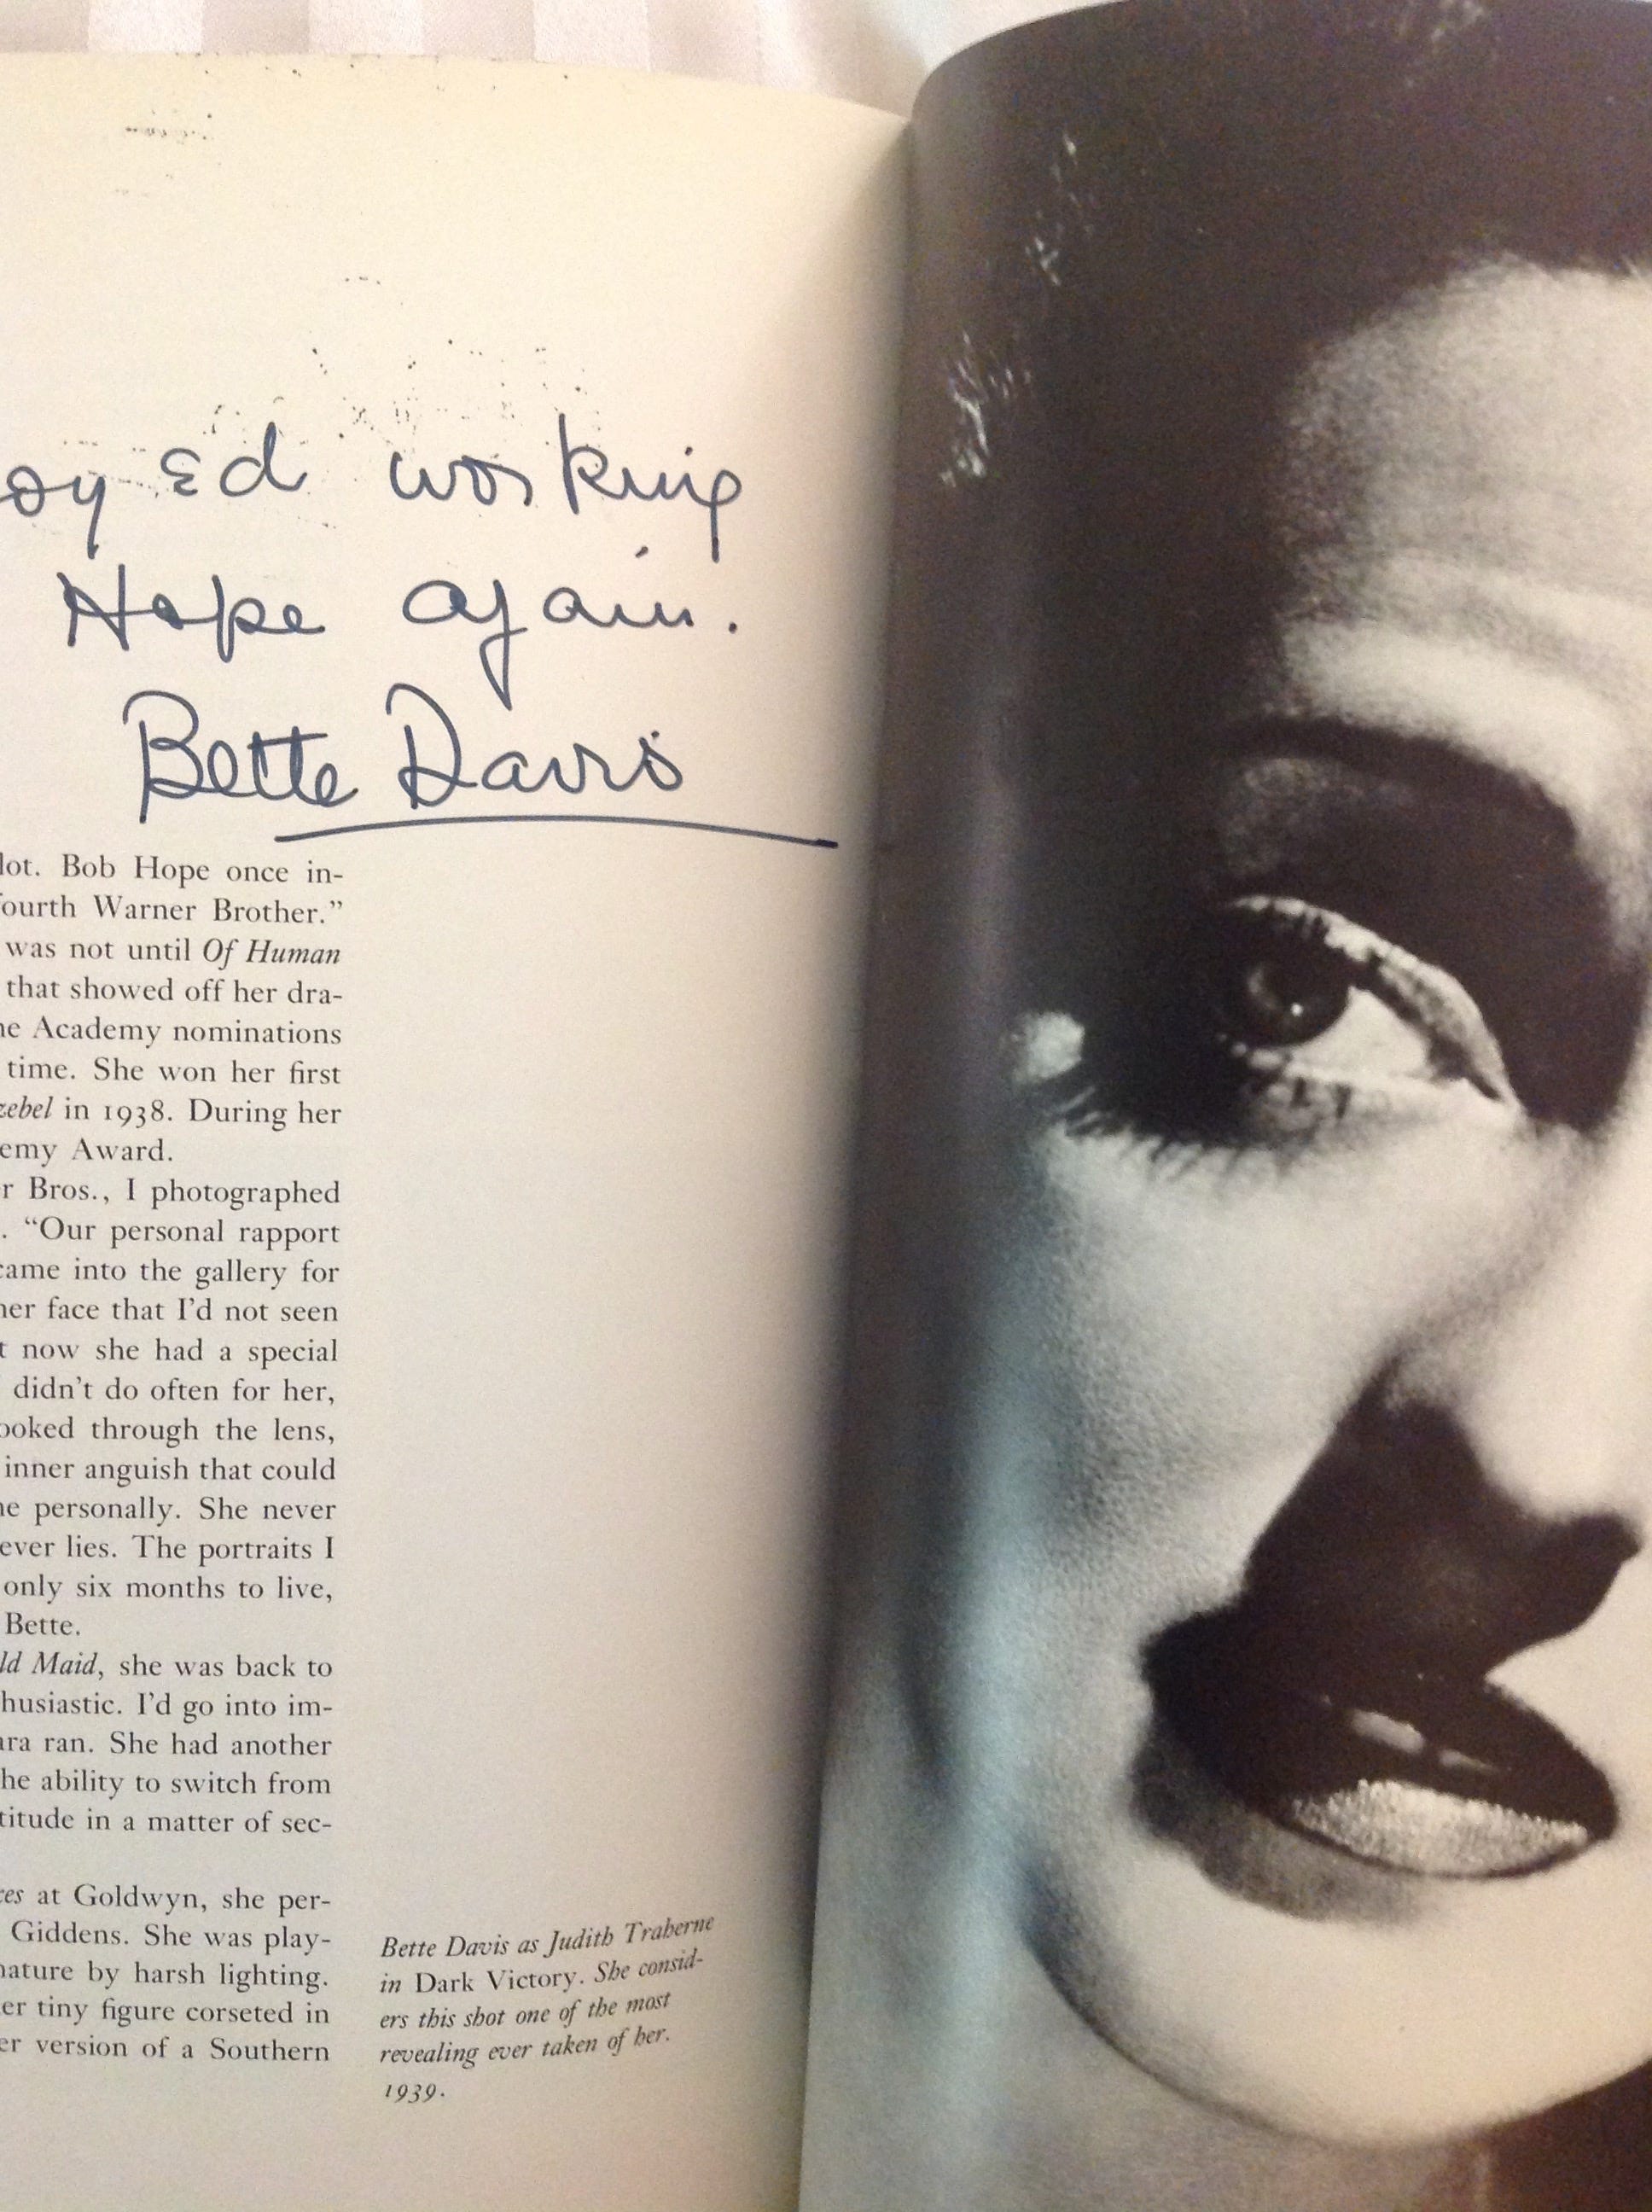 oyed working
Hope again.
Bette Davis
lot. Bob Hope once in-
fourth Warner Brother."
was not until Of Human
that showed off her dra-
he Academy nominations
time. She won her first
zebel in 1938. During her
emy Award.
r Bros., I photographed
. "Our personal rapport
came into the gallery for
her face that I'd not seen
t now she had a special
didn't do often for her,
ooked through the lens,
inner anguish that could
ne personally. She never
ever lies. The portraits I
only six months to live,
Bette.
ld Maid, she was back to
husiastic. I'd go into im-
ara ran. She had another
he ability to switch from
titude in a matter of sec-
ces at Goldwyn, she per-
Giddens. She was play-
nature by harsh lighting.
er tiny figure corseted in
er version of a Southern
Bette Davis as Judith Traherne
in Dark Victory. She consid-
ers this shot one of the most
revealing ever taken of her.
1939.